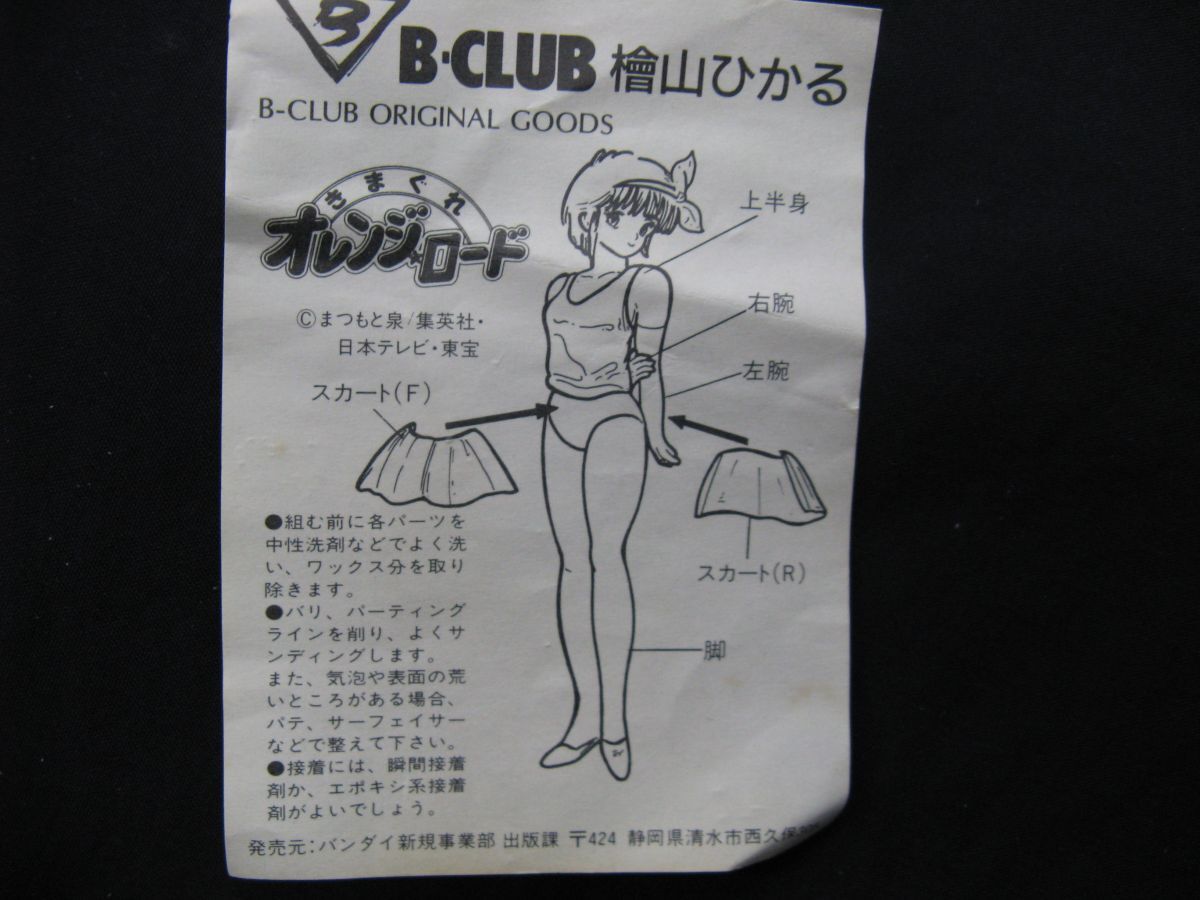 B
B·CLUB 檜山ひかる
B-CLUB ORIGINAL GOODS
きまぐれ
オレンジ★ロード
©まつもと泉/集英社・
日本テレビ・東宝
上半身
右腕
左腕
スカート(F)
スカート(R)
脚
●組む前に各パーツを
中性洗剤などでよく洗
い、ワックス分を取り
除きます。
●バリ、パーティング
ラインを削り、よくサ
ンディングします。
また、気泡や表面の荒
いところがある場合、
パテ、サーフェイサー
などで整えて下さい。
●接着には、瞬間接着
剤か、エポキシ系接着
剤がよいでしょう。
発売元:バンダイ新規事業部 出版課 〒424 静岡県清水市西久保